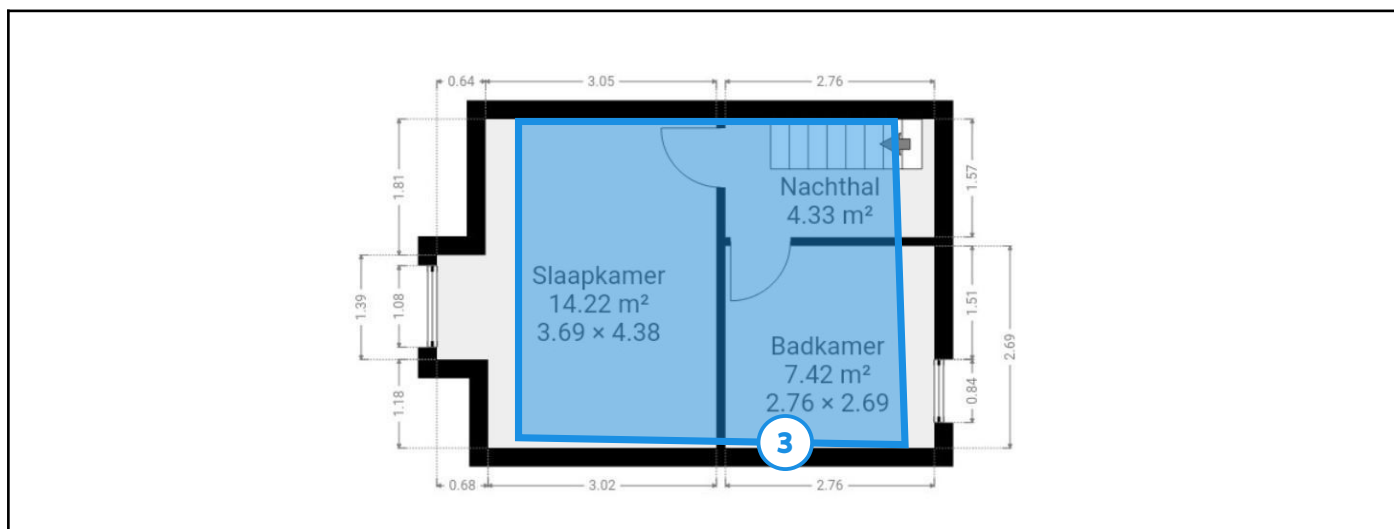 0.64
3.05
2.76
1.81
1.39
1.08
1.18
Slaapkamer
14.22 m²
3.69 × 4.38
Nachthal
4.33 m²
Badkamer
7.42 m²
2.76 × 2.69
3
1.57
1.51
2.69
0.84
0.68
3.02
2.76